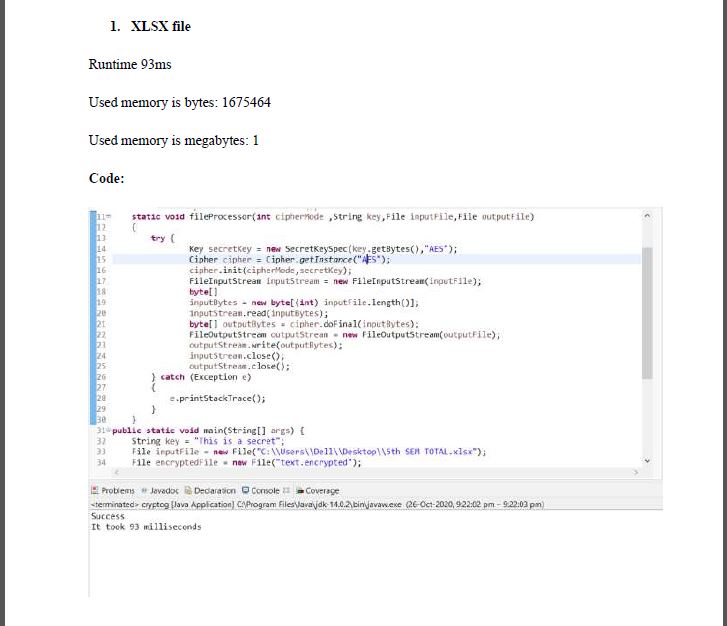 1. XLSX file
Runtime 93ms
Used memory is bytes: 1675464
Used memory is megabytes: 1
Code:
11 static void fileProcessor(int cipherMode ,String key,File inputFile,File outputFile)
12 {
13 try {
14 Key secretKey = new SecretKeySpec(key.getBytes(),"AES");
15 Cipher cipher = Cipher.getInstance("AES");
16 cipher.init(cipherMode,secretKey);
17 FileInputStream inputStream = new FileInputStream(inputFile);
18 byte[]
19 inputBytes = new byte[(int) inputFile.length()];
20 inputStream.read(inputBytes);
21 byte[] outputBytes = cipher.doFinal(inputBytes);
22 FileOutputStream outputStream = new FileOutputStream(outputFile);
23 outputStream.write(outputBytes);
24 inputStream.close();
25 outputStream.close();
26 } catch (Exception e)
27 {
28 e.printStackTrace();
29 }
30 }
31 public static void main(String[] args) {
32 String key = "This is a secret";
33 File inputFile = new File("C:\\Users\\Dell\\Desktop\\5th SEM TOTAL.xlsx");
34 File encryptedFile = new File("text.encrypted");
Problems Javadoc Declaration Console Coverage
<terminated> cryptog [Java Application] C:\Program Files\Java\jdk-14.0.2\bin\javaw.exe (26-Oct-2020, 9:22:02 pm – 9:22:03 pm)
Success
It took 93 milliseconds